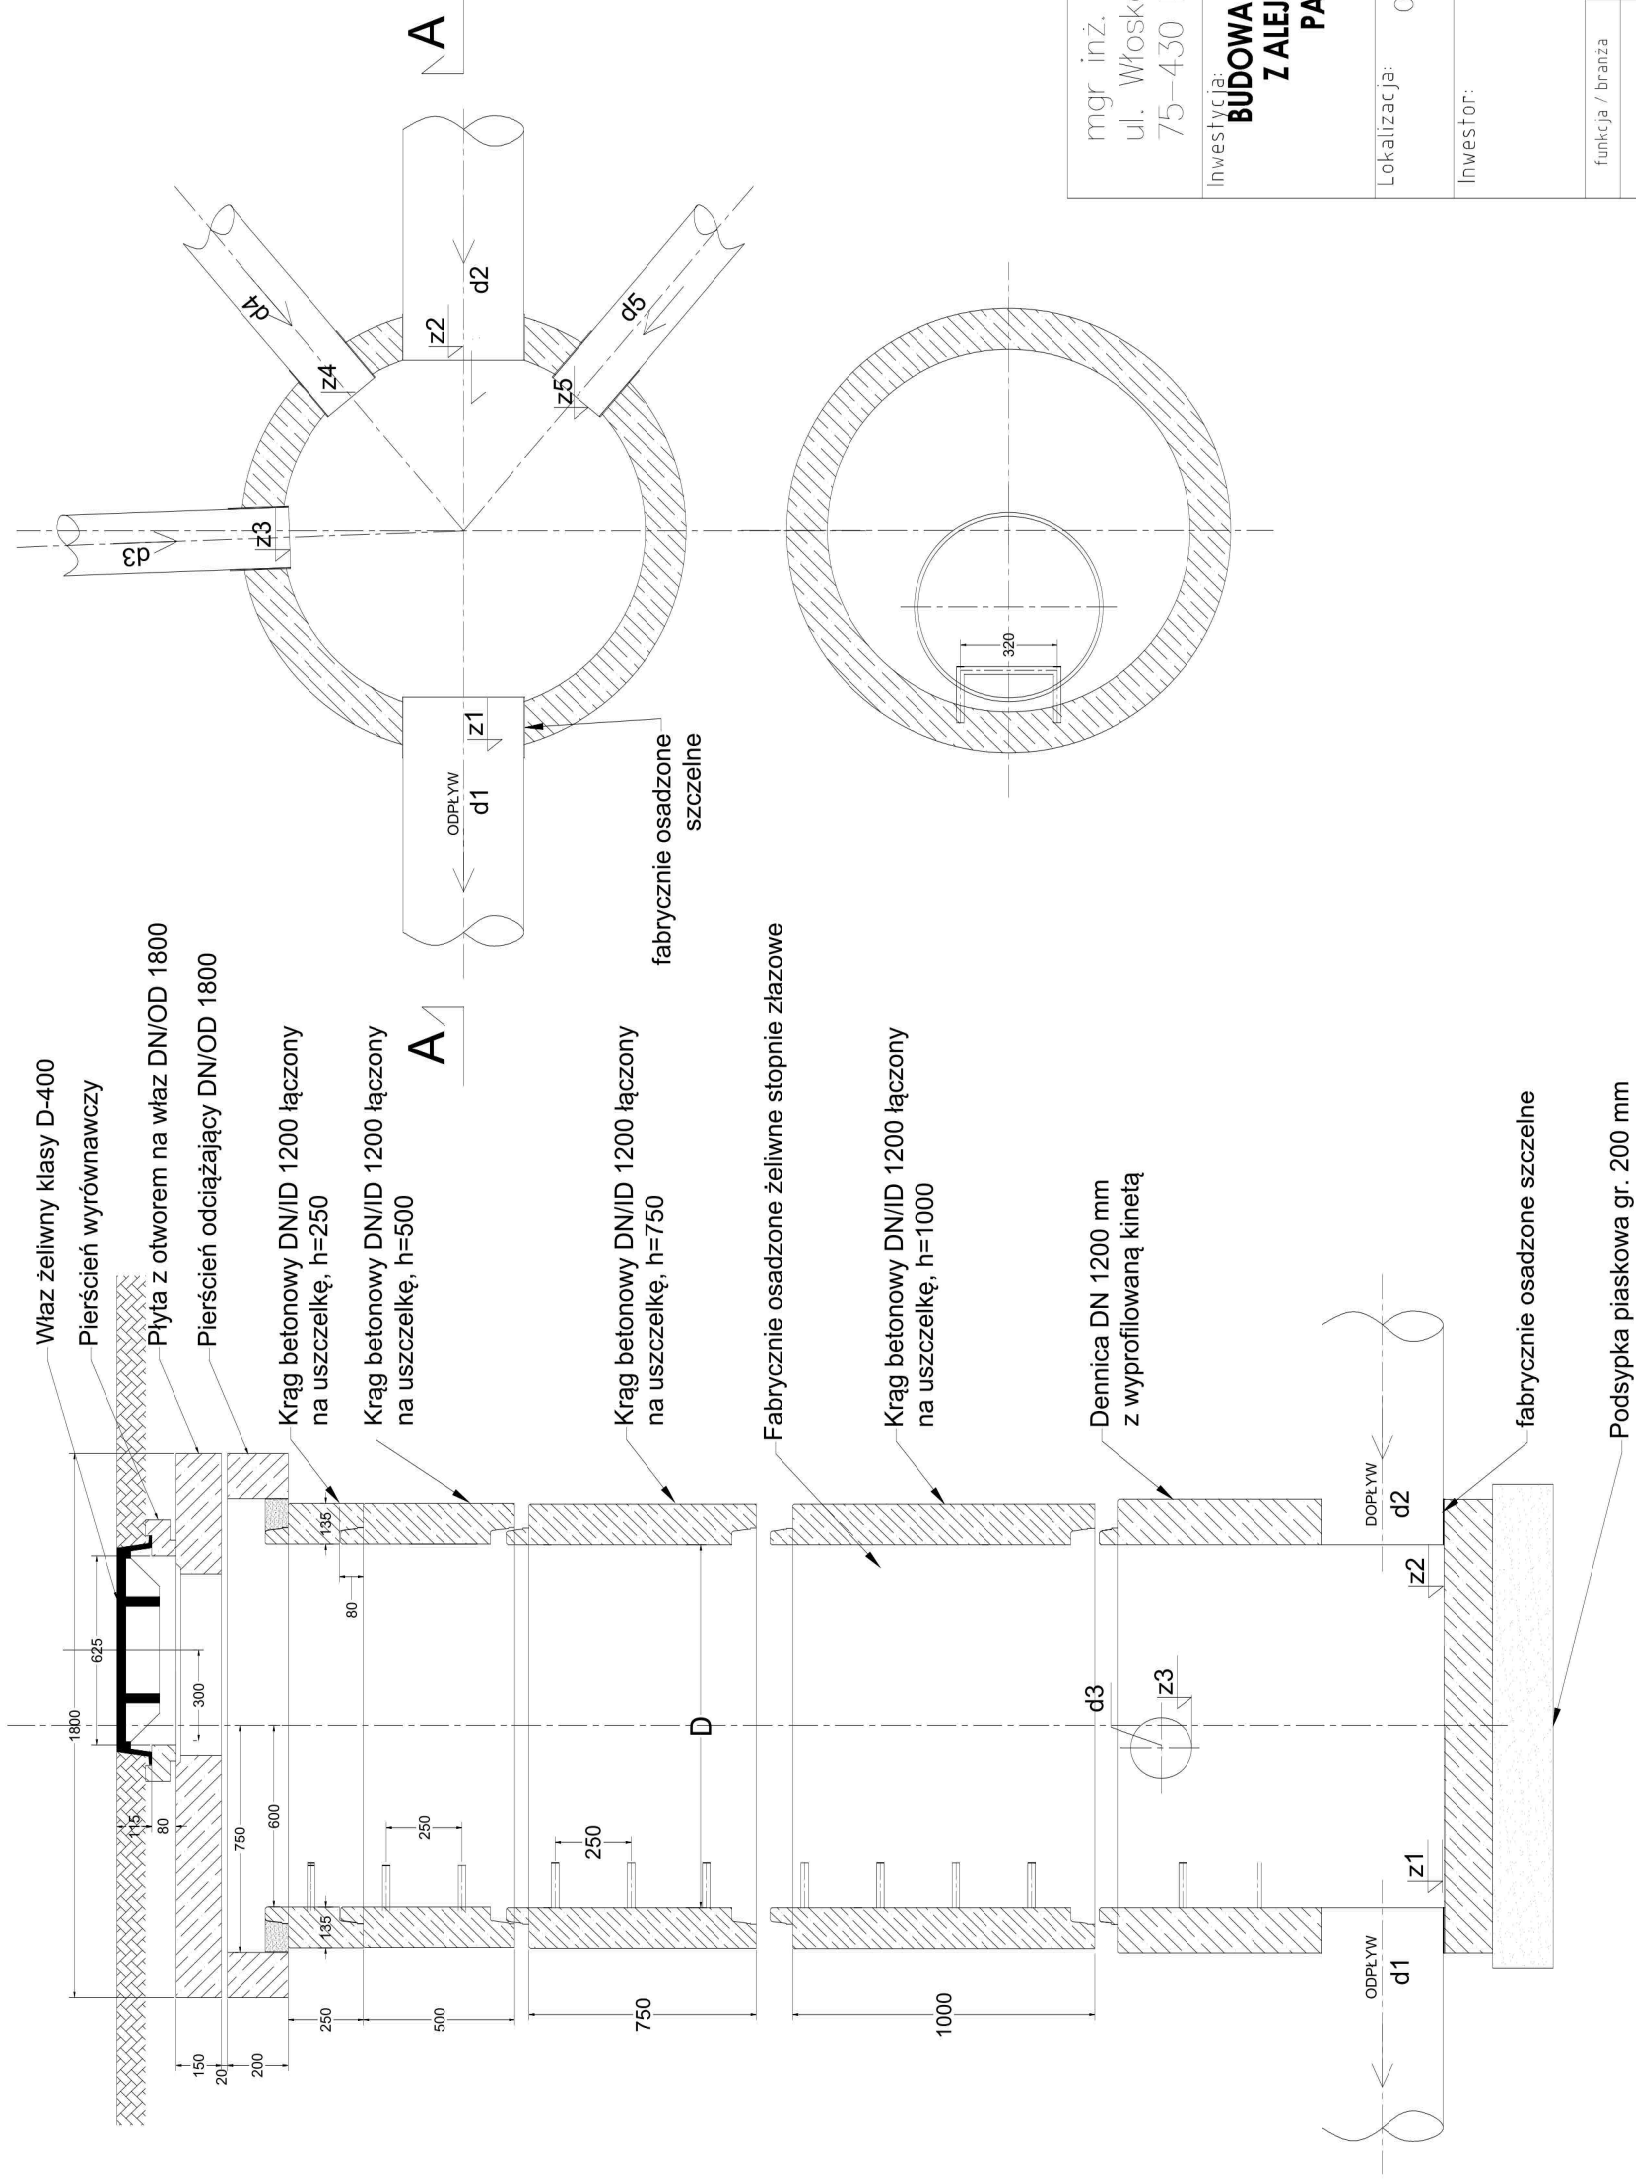 Właz żeliwny klasy D-400
Pierścień wyrównawczy
Płyta z otworem na właz DN/OD 1800
Pierścień odciążający DN/OD 1800
Krąg betonowy DN/ID 1200 łączony
na uszczelkę, h=250
Krąg betonowy DN/ID 1200 łączony
na uszczelkę, h=500
Krąg betonowy DN/ID 1200 łączony
na uszczelkę, h=750
Fabrycznie osadzone żeliwne stopnie złazowe
Krąg betonowy DN/ID 1200 łączony
na uszczelkę, h=1000
Dennica DN 1200 mm
z wyprofilowaną kinetą
fabrycznie osadzone szczelne
Podsypka piaskowa gr. 200 mm
1800
625
300
115
80
150
20
200
750
600
135
135
80
250
500
250
250
750
D
1000
d3
z3
DOPŁYW
d2
z2
z1
ODPŁYW
d1
A
A
d3
z3
d4
z4
z2
d2
d5
z5
z1
ODPŁYW
d1
fabrycznie osadzone
szczelne
320
mgr inż.
ul.
75-430
Inwestycja:
BUDOWA
Z ALEJ
PA
Lokalizacja:
Inwestor:
funkcja / branża